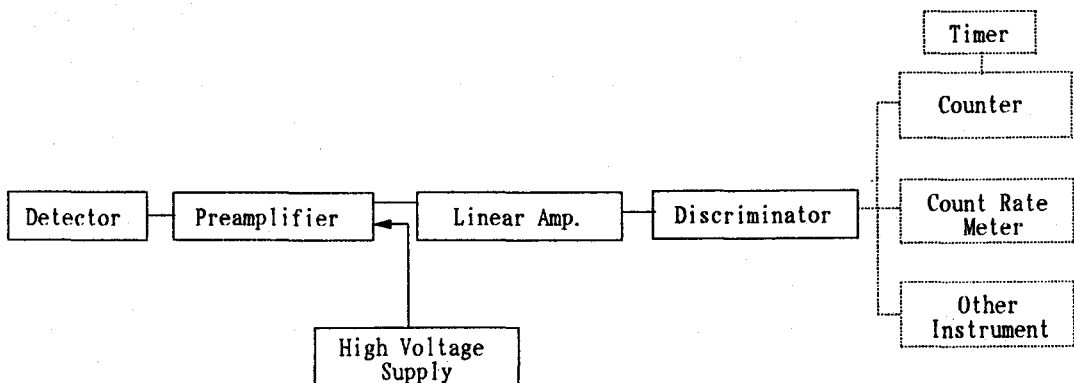 Timer
Counter
Detector
Preamplifier
Linear Amp.
Discriminator
Count Rate
Meter
High Voltage
Supply
Other
Instrument